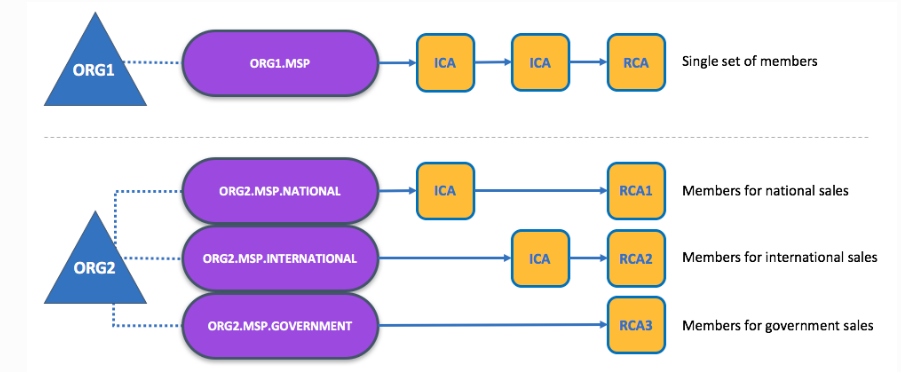 ORG1
ORG1.MSP
ICA
ICA
RCA
Single set of members
ORG2
ORG2.MSP.NATIONAL
ICA
RCA1
Members for national sales
ORG2.MSP.INTERNATIONAL
ICA
RCA2
Members for international sales
ORG2.MSP.GOVERNMENT
RCA3
Members for government sales